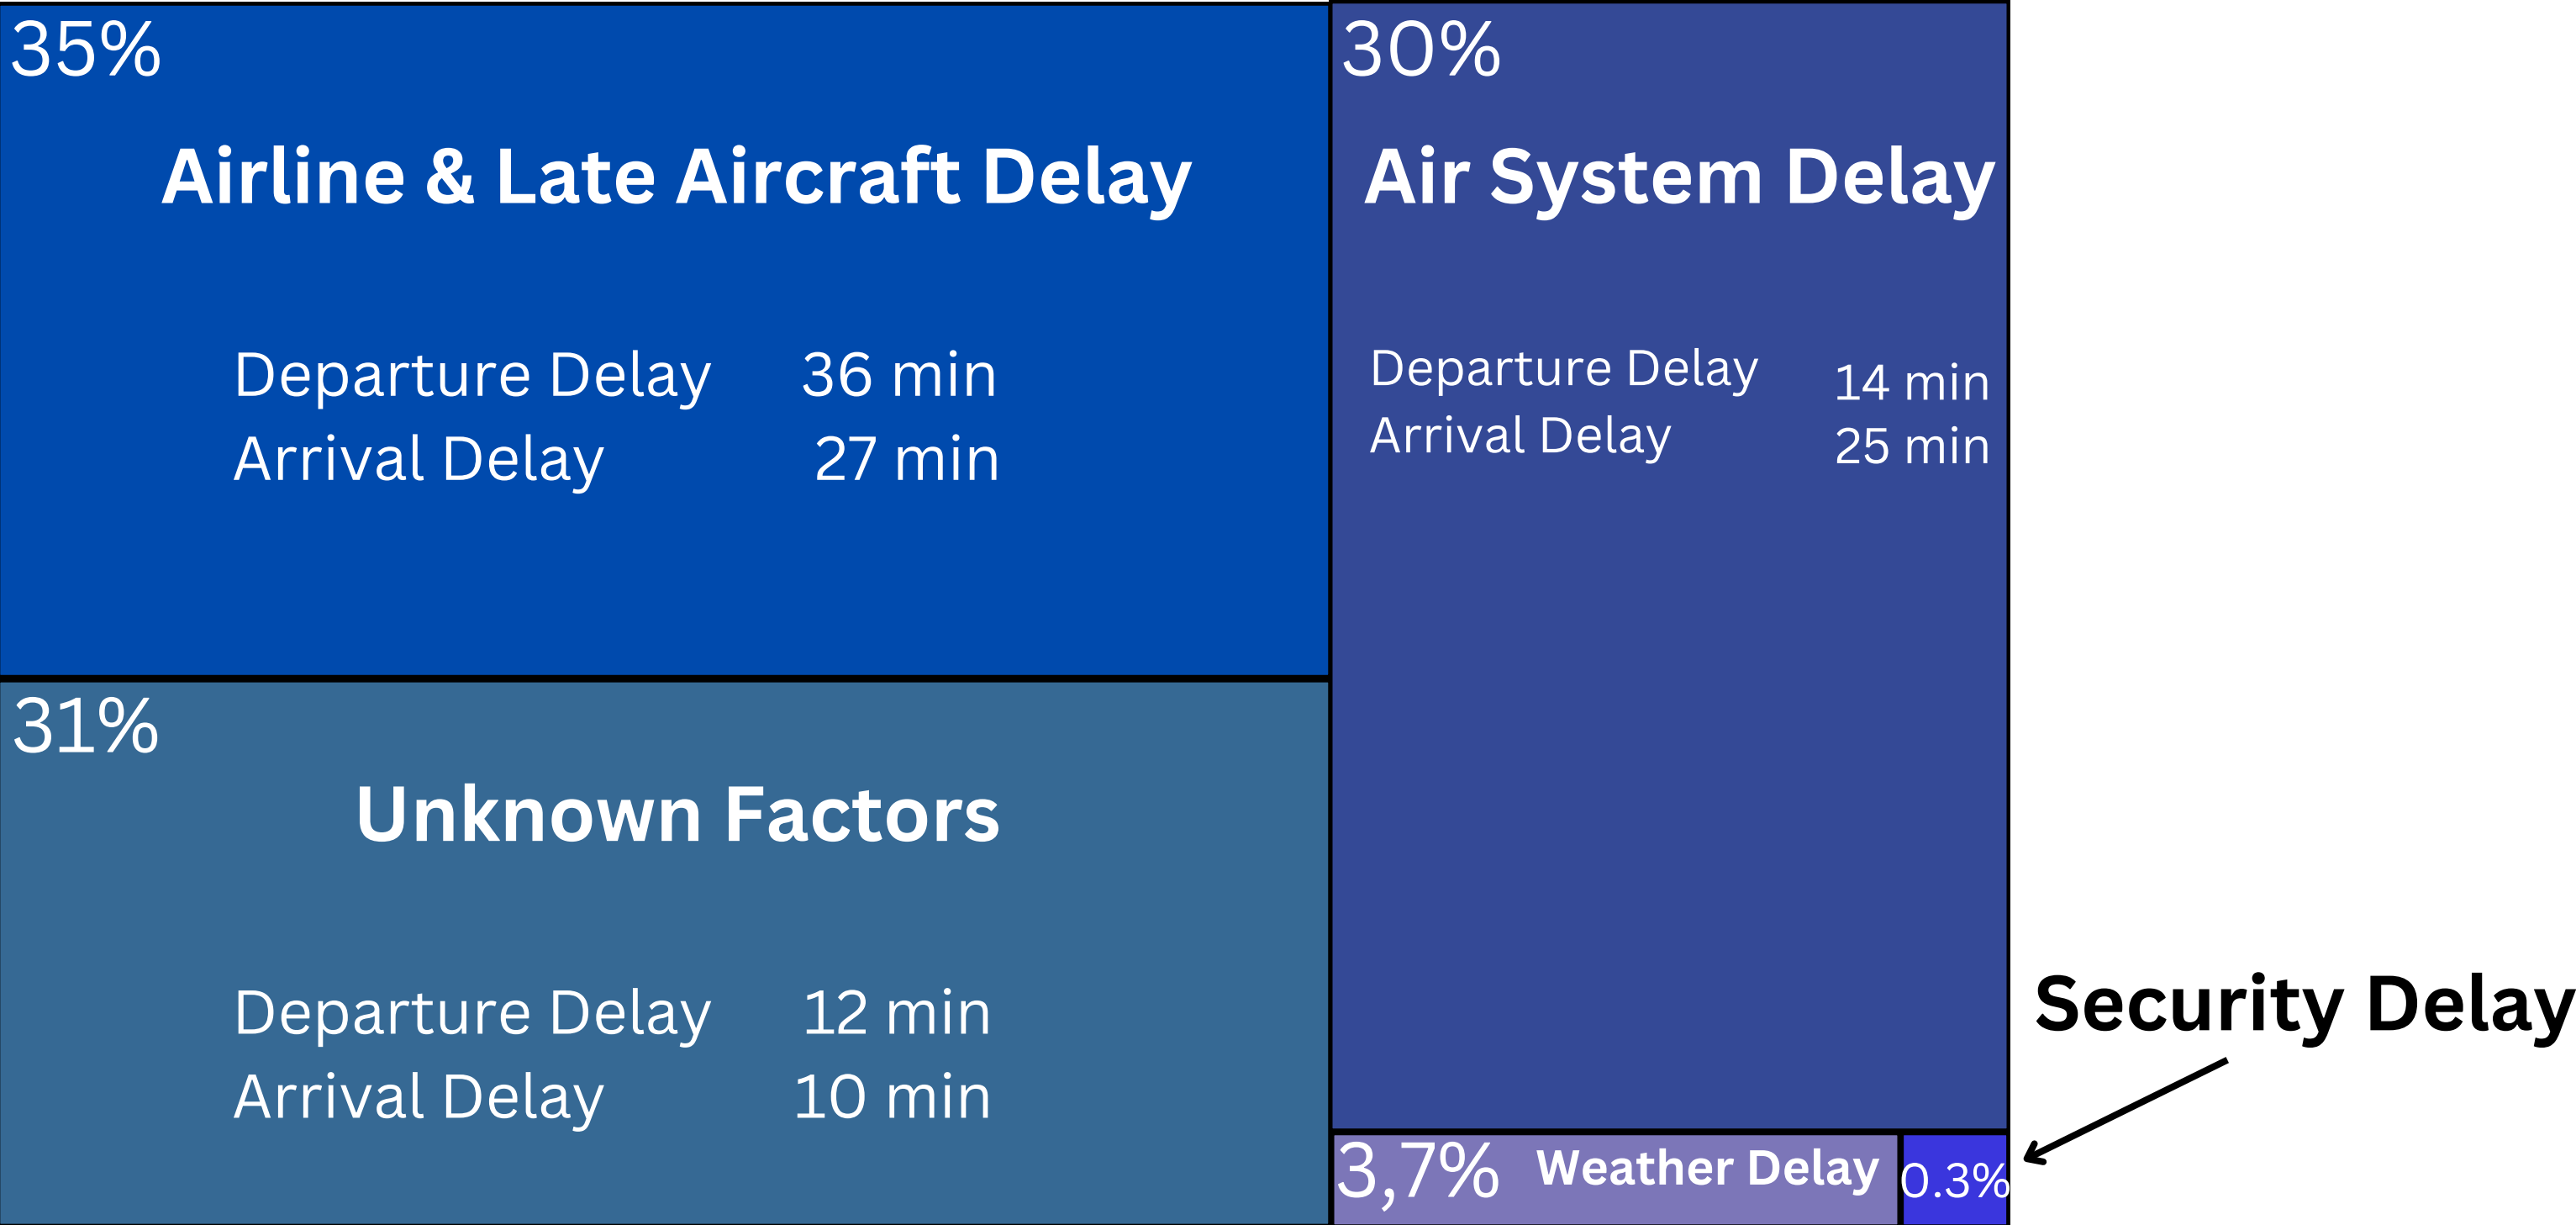 35%
Airline & Late Aircraft Delay
Departure Delay 36 min
Arrival Delay 27 min
30%
Air System Delay
Departure Delay 14 min
Arrival Delay 25 min
31%
Unknown Factors
Departure Delay 12 min
Arrival Delay 10 min
Security Delay
3,7% Weather Delay
0.3%